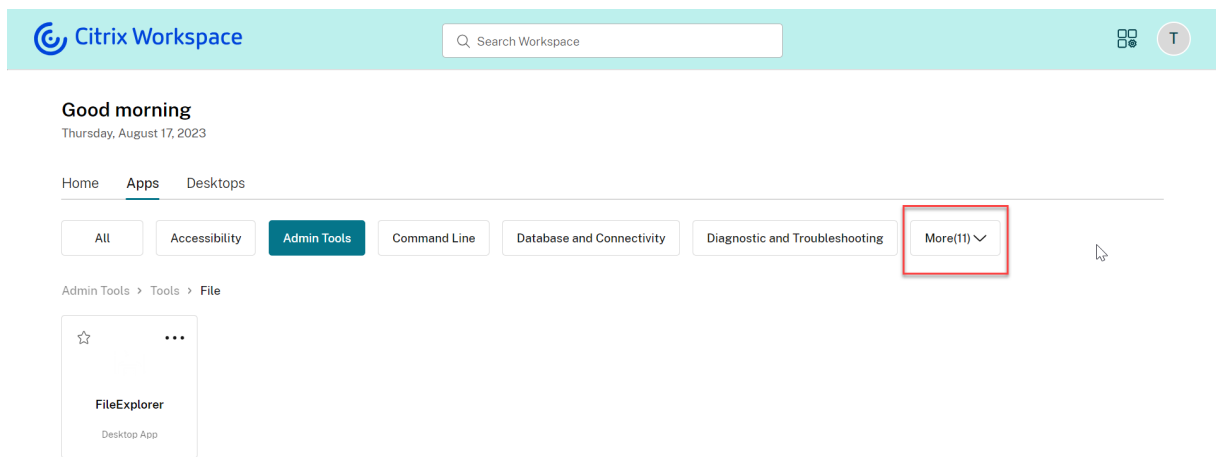 Citrix Workspace
Search Workspace
T
Good morning
Thursday, August 17, 2023
Home Apps Desktops
All Accessibility Admin Tools Command Line Database and Connectivity Diagnostic and Troubleshooting More(11)
Admin Tools > Tools > File
FileExplorer
Desktop App